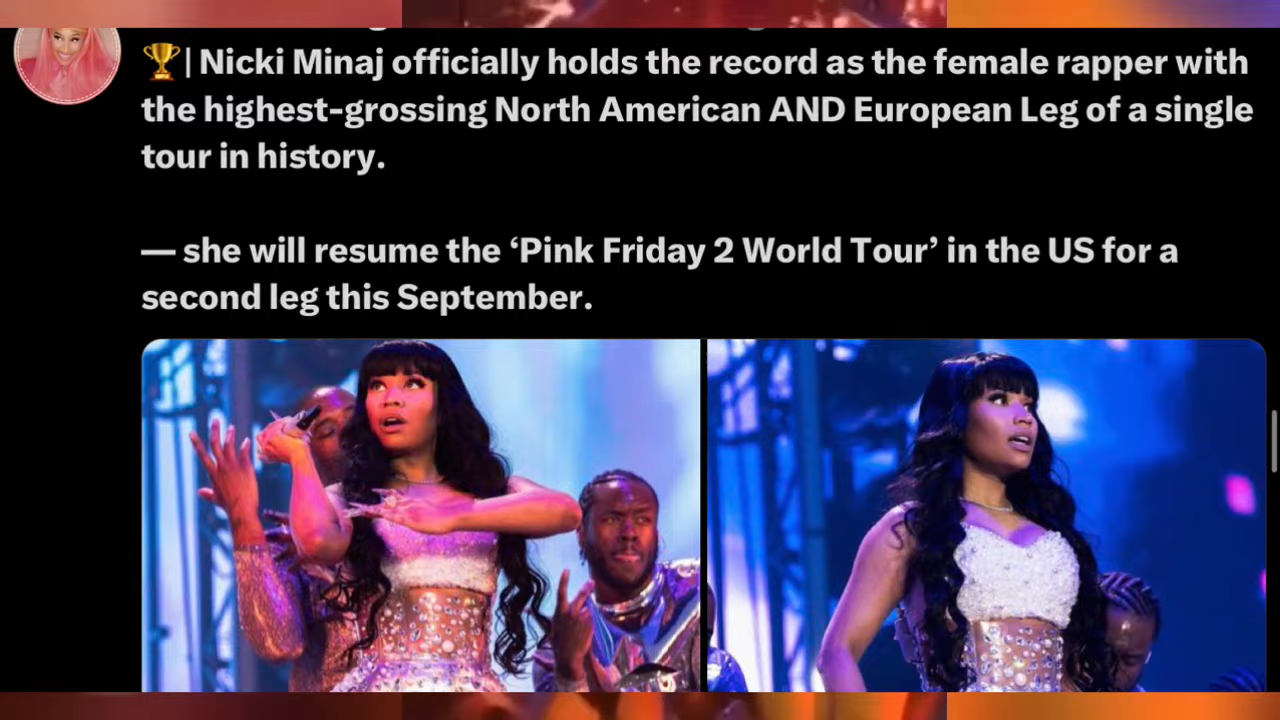 🏆| Nicki Minaj officially holds the record as the female rapper with
the highest-grossing North American AND European Leg of a single
tour in history.
— she will resume the ‘Pink Friday 2 World Tour’ in the US for a
second leg this September.